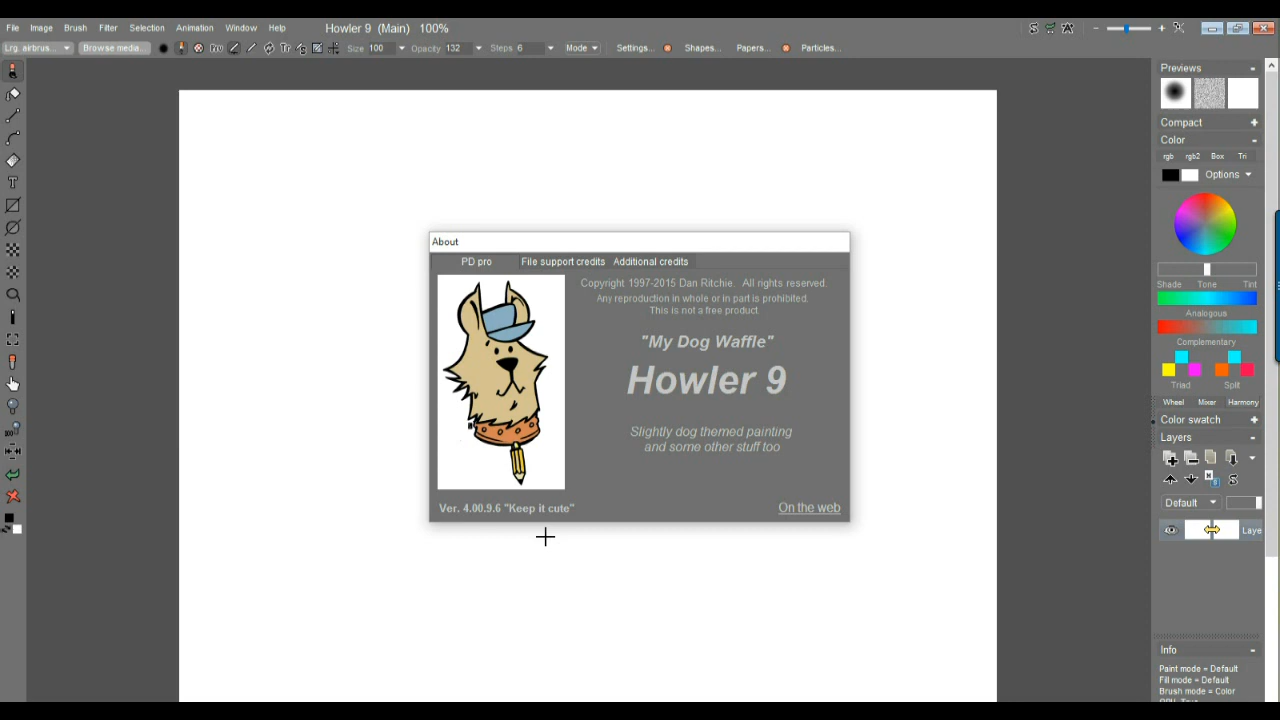 File Image Brush Filter Selection Animation Window Help Howler 9 (Main) 100%
Lrg. airbrus... Browse media... Size 100 Opacity 132 Steps 6 Mode Settings... Shapes... Papers... Particles...
Previews
Compact
Color
rgb rgb2 Box Tri
Options
Shade Tone Tint
Analogous
Complementary
Triad Split
Wheel Mixer Harmony
Color swatch
Layers
Default
Laye
Info
Paint mode = Default
Fill mode = Default
Brush mode = Color
About
PD pro File support credits Additional credits
Copyright 1997-2015 Dan Ritchie. All rights reserved.
Any reproduction in whole or in part is prohibited.
This is not a free product.
"My Dog Waffle"
Howler 9
Slightly dog themed painting
and some other stuff too
Ver. 4.00.9.6 "Keep it cute" On the web